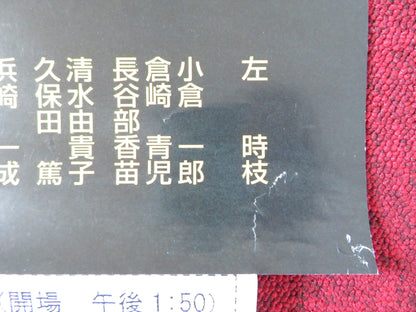 左 時枝
小倉 一郎
倉崎 青児
長谷部 香苗
清水 由貴子
久保田 篤
浜崎 一成
(開場 午後1:50)